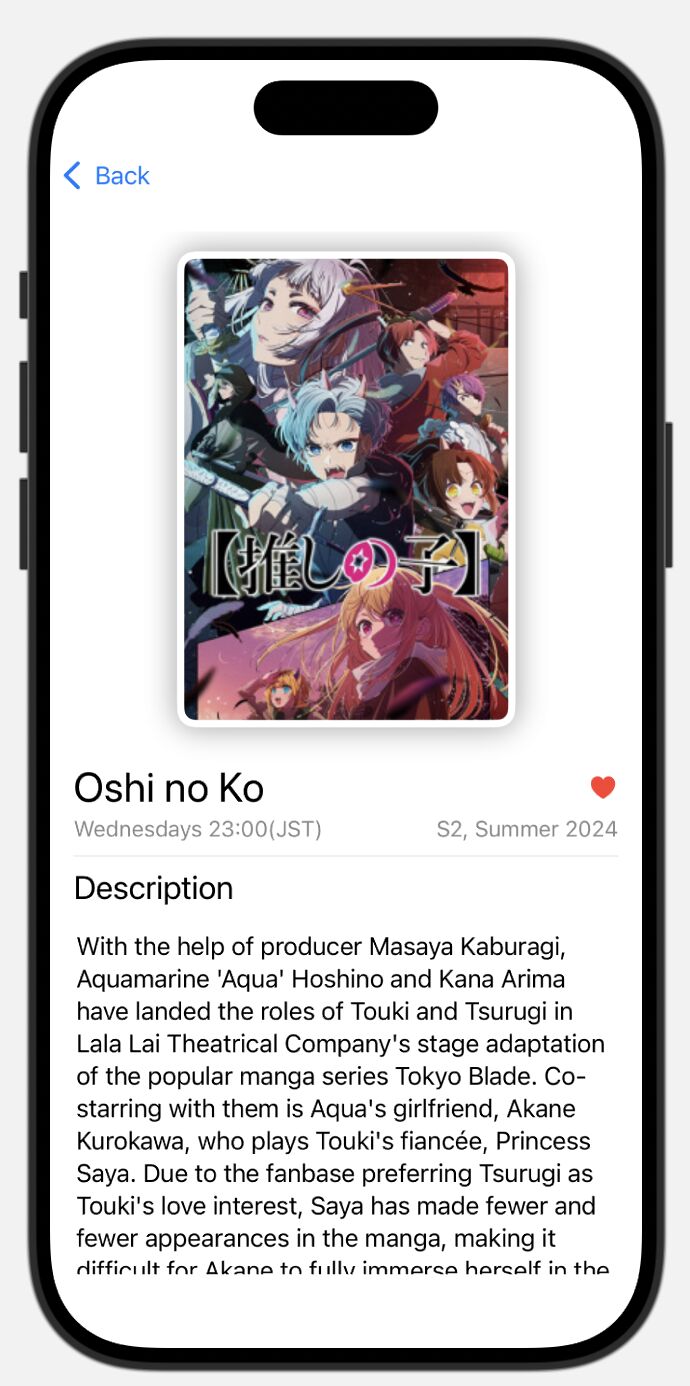 Back
【推しの子】
Oshi no Ko
Wednesdays 23:00(JST)
S2, Summer 2024
Description
With the help of producer Masaya Kaburagi,
Aquamarine 'Aqua' Hoshino and Kana Arima
have landed the roles of Touki and Tsurugi in
Lala Lai Theatrical Company's stage adaptation
of the popular manga series Tokyo Blade. Co-
starring with them is Aqua's girlfriend, Akane
Kurokawa, who plays Touki's fiancée, Princess
Saya. Due to the fanbase preferring Tsurugi as
Touki's love interest, Saya has made fewer and
fewer appearances in the manga, making it
difficult for Akane to fully immerse herself in the